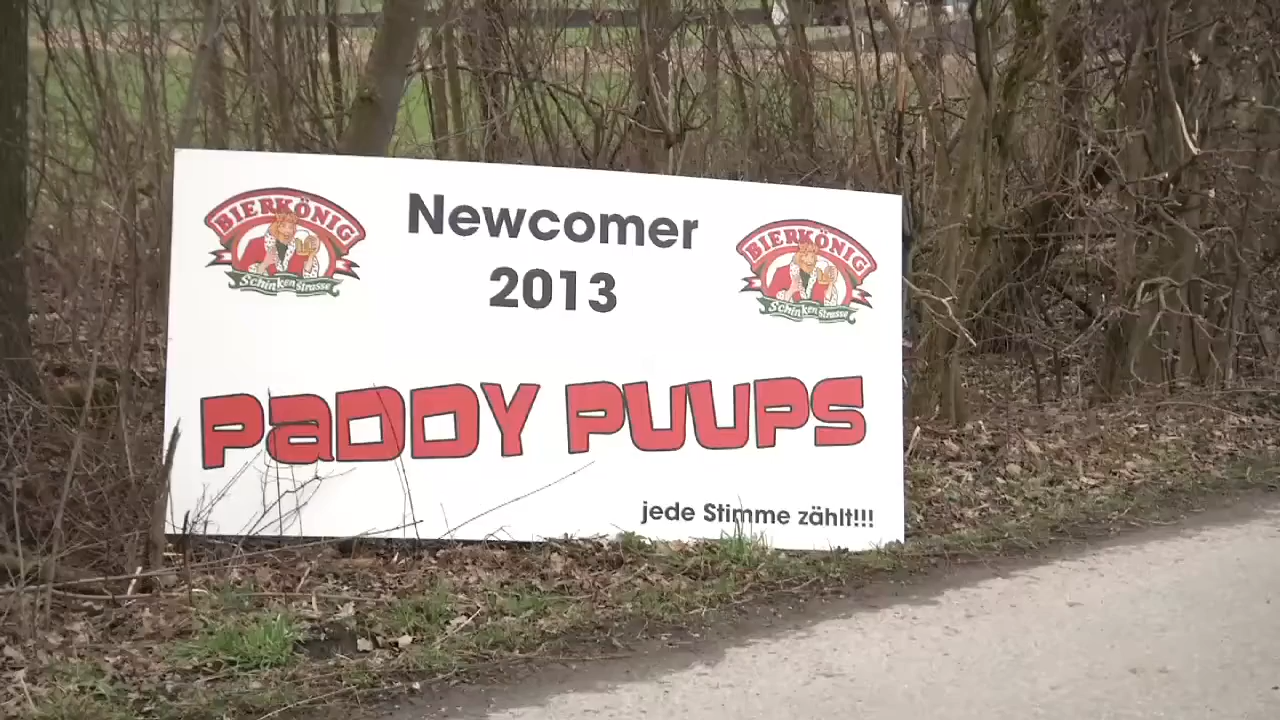 BIERKÖNIG
Schinkenstrasse
Newcomer
2013
BIERKÖNIG
Schinkenstrasse
PaDDY PUUPS
jede Stimme zählt!!!